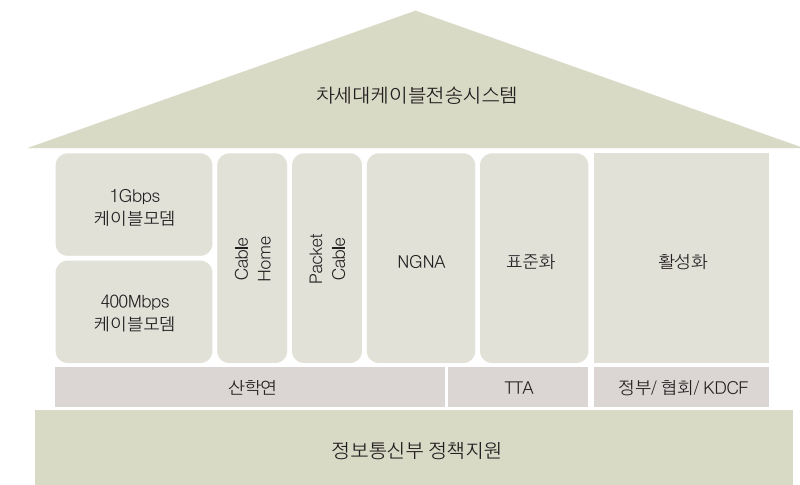 차세대케이블전송시스템
1Gbps
케이블모뎀
400Mbps
케이블모뎀
Cable
Home
Packet
Cable
NGNA
표준화
활성화
산학연
TTA
정부/ 협회/ KDCF
정보통신부 정책지원